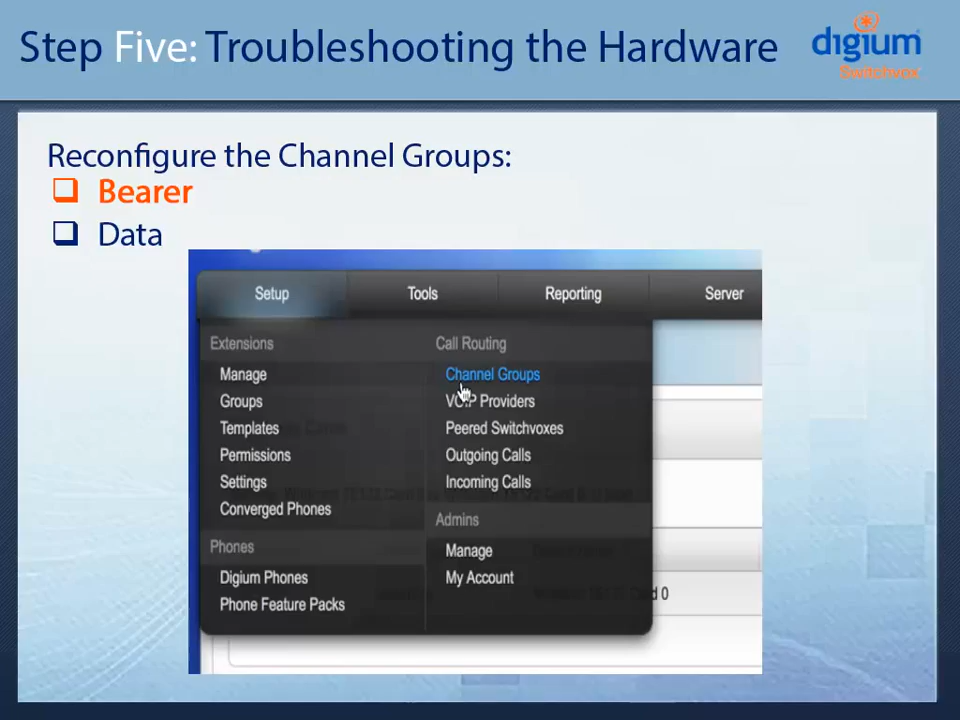 Step Five: Troubleshooting the Hardware
digium
Switchvox
Reconfigure the Channel Groups:
Bearer
Data
Setup Tools Reporting Server
Extensions
Manage
Groups
Templates
Permissions
Settings
Converged Phones
Phones
Digium Phones
Phone Feature Packs
Call Routing
Channel Groups
VOIP Providers
Peered Switchvoxes
Outgoing Calls
Incoming Calls
Admins
Manage
My Account
0